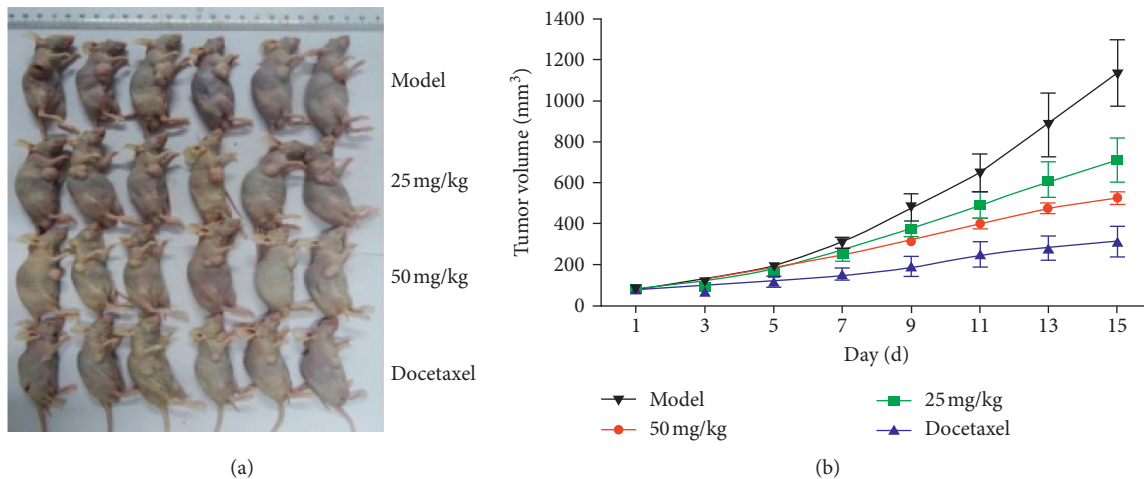 Model
25 mg/kg
50 mg/kg
Docetaxel
(a)
Tumor volume (mm³)
1400
1200
1000
800
600
400
200
0
1 3 5 7 9 11 13 15
Day (d)
Model
25 mg/kg
50 mg/kg
Docetaxel
(b)